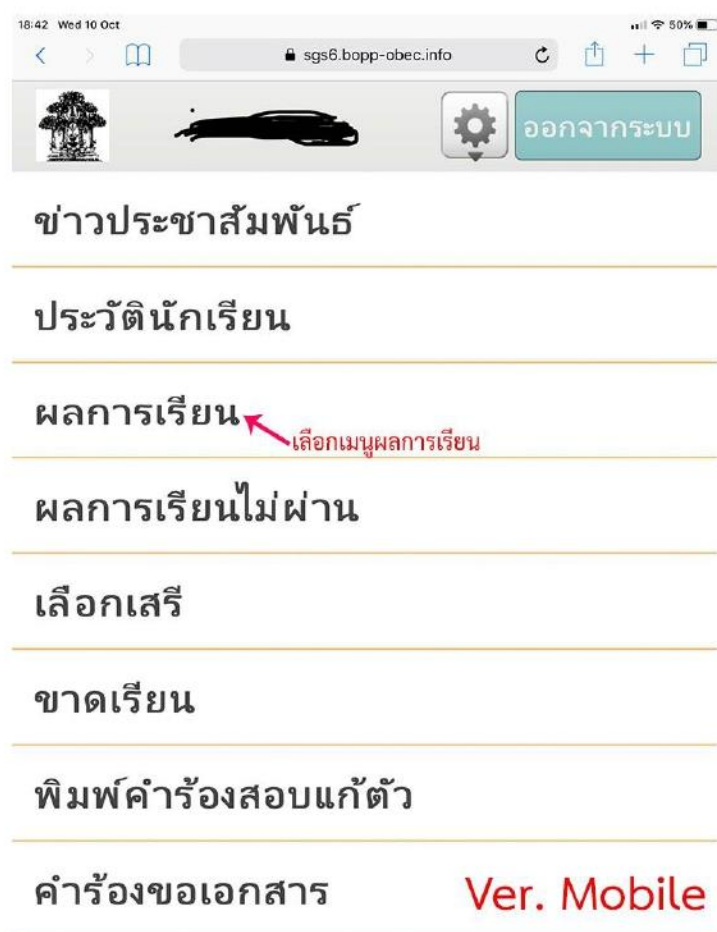 18:42 Wed 10 Oct
50%
sgs6.bopp-obec.info
ออกจากระบบ
ข่าวประชาสัมพันธ์
ประวัตินักเรียน
ผลการเรียน
เลือกเมนูผลการเรียน
ผลการเรียนไม่ผ่าน
เลือกเสรี
ขาดเรียน
พิมพ์คำร้องสอบแก้ตัว
คำร้องขอเอกสาร
Ver. Mobile